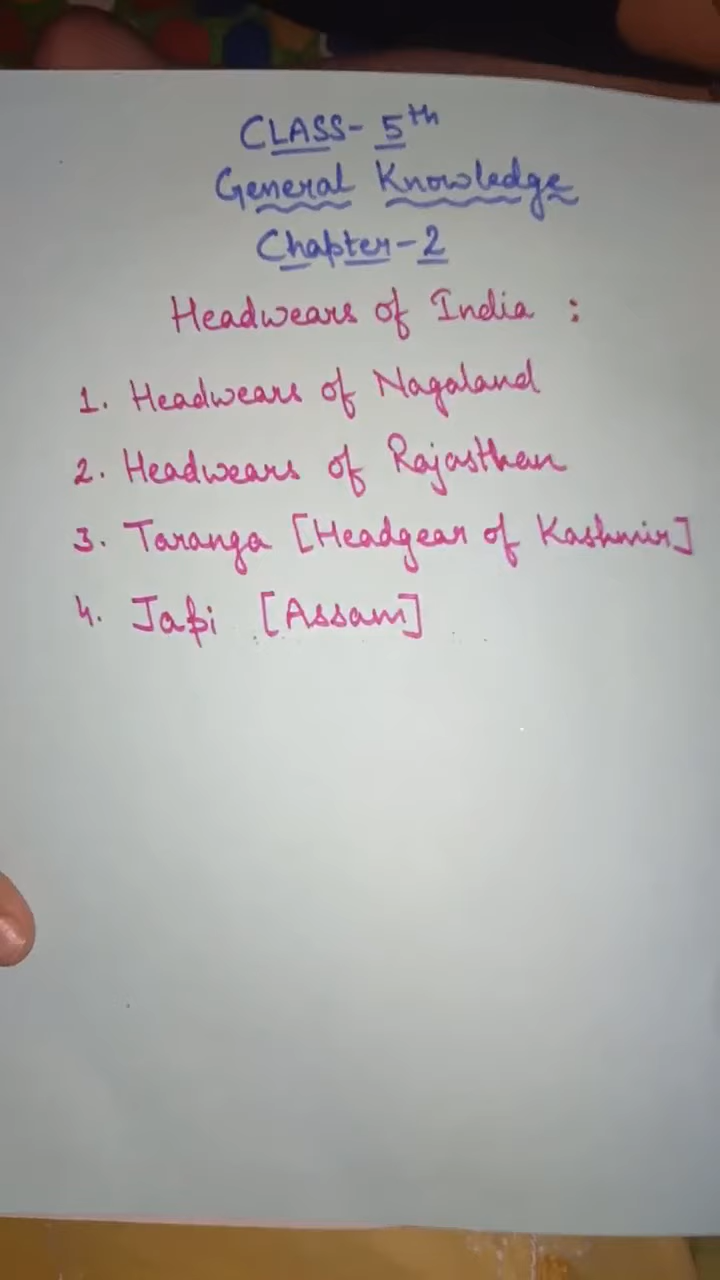 CLASS- 5th
General Knowledge
Chapter-2
Headwears of India :
1. Headwears of Nagaland
2. Headwears of Rajasthan
3. Taranga [Headgear of Kashmir]
4. Japi [Assam]